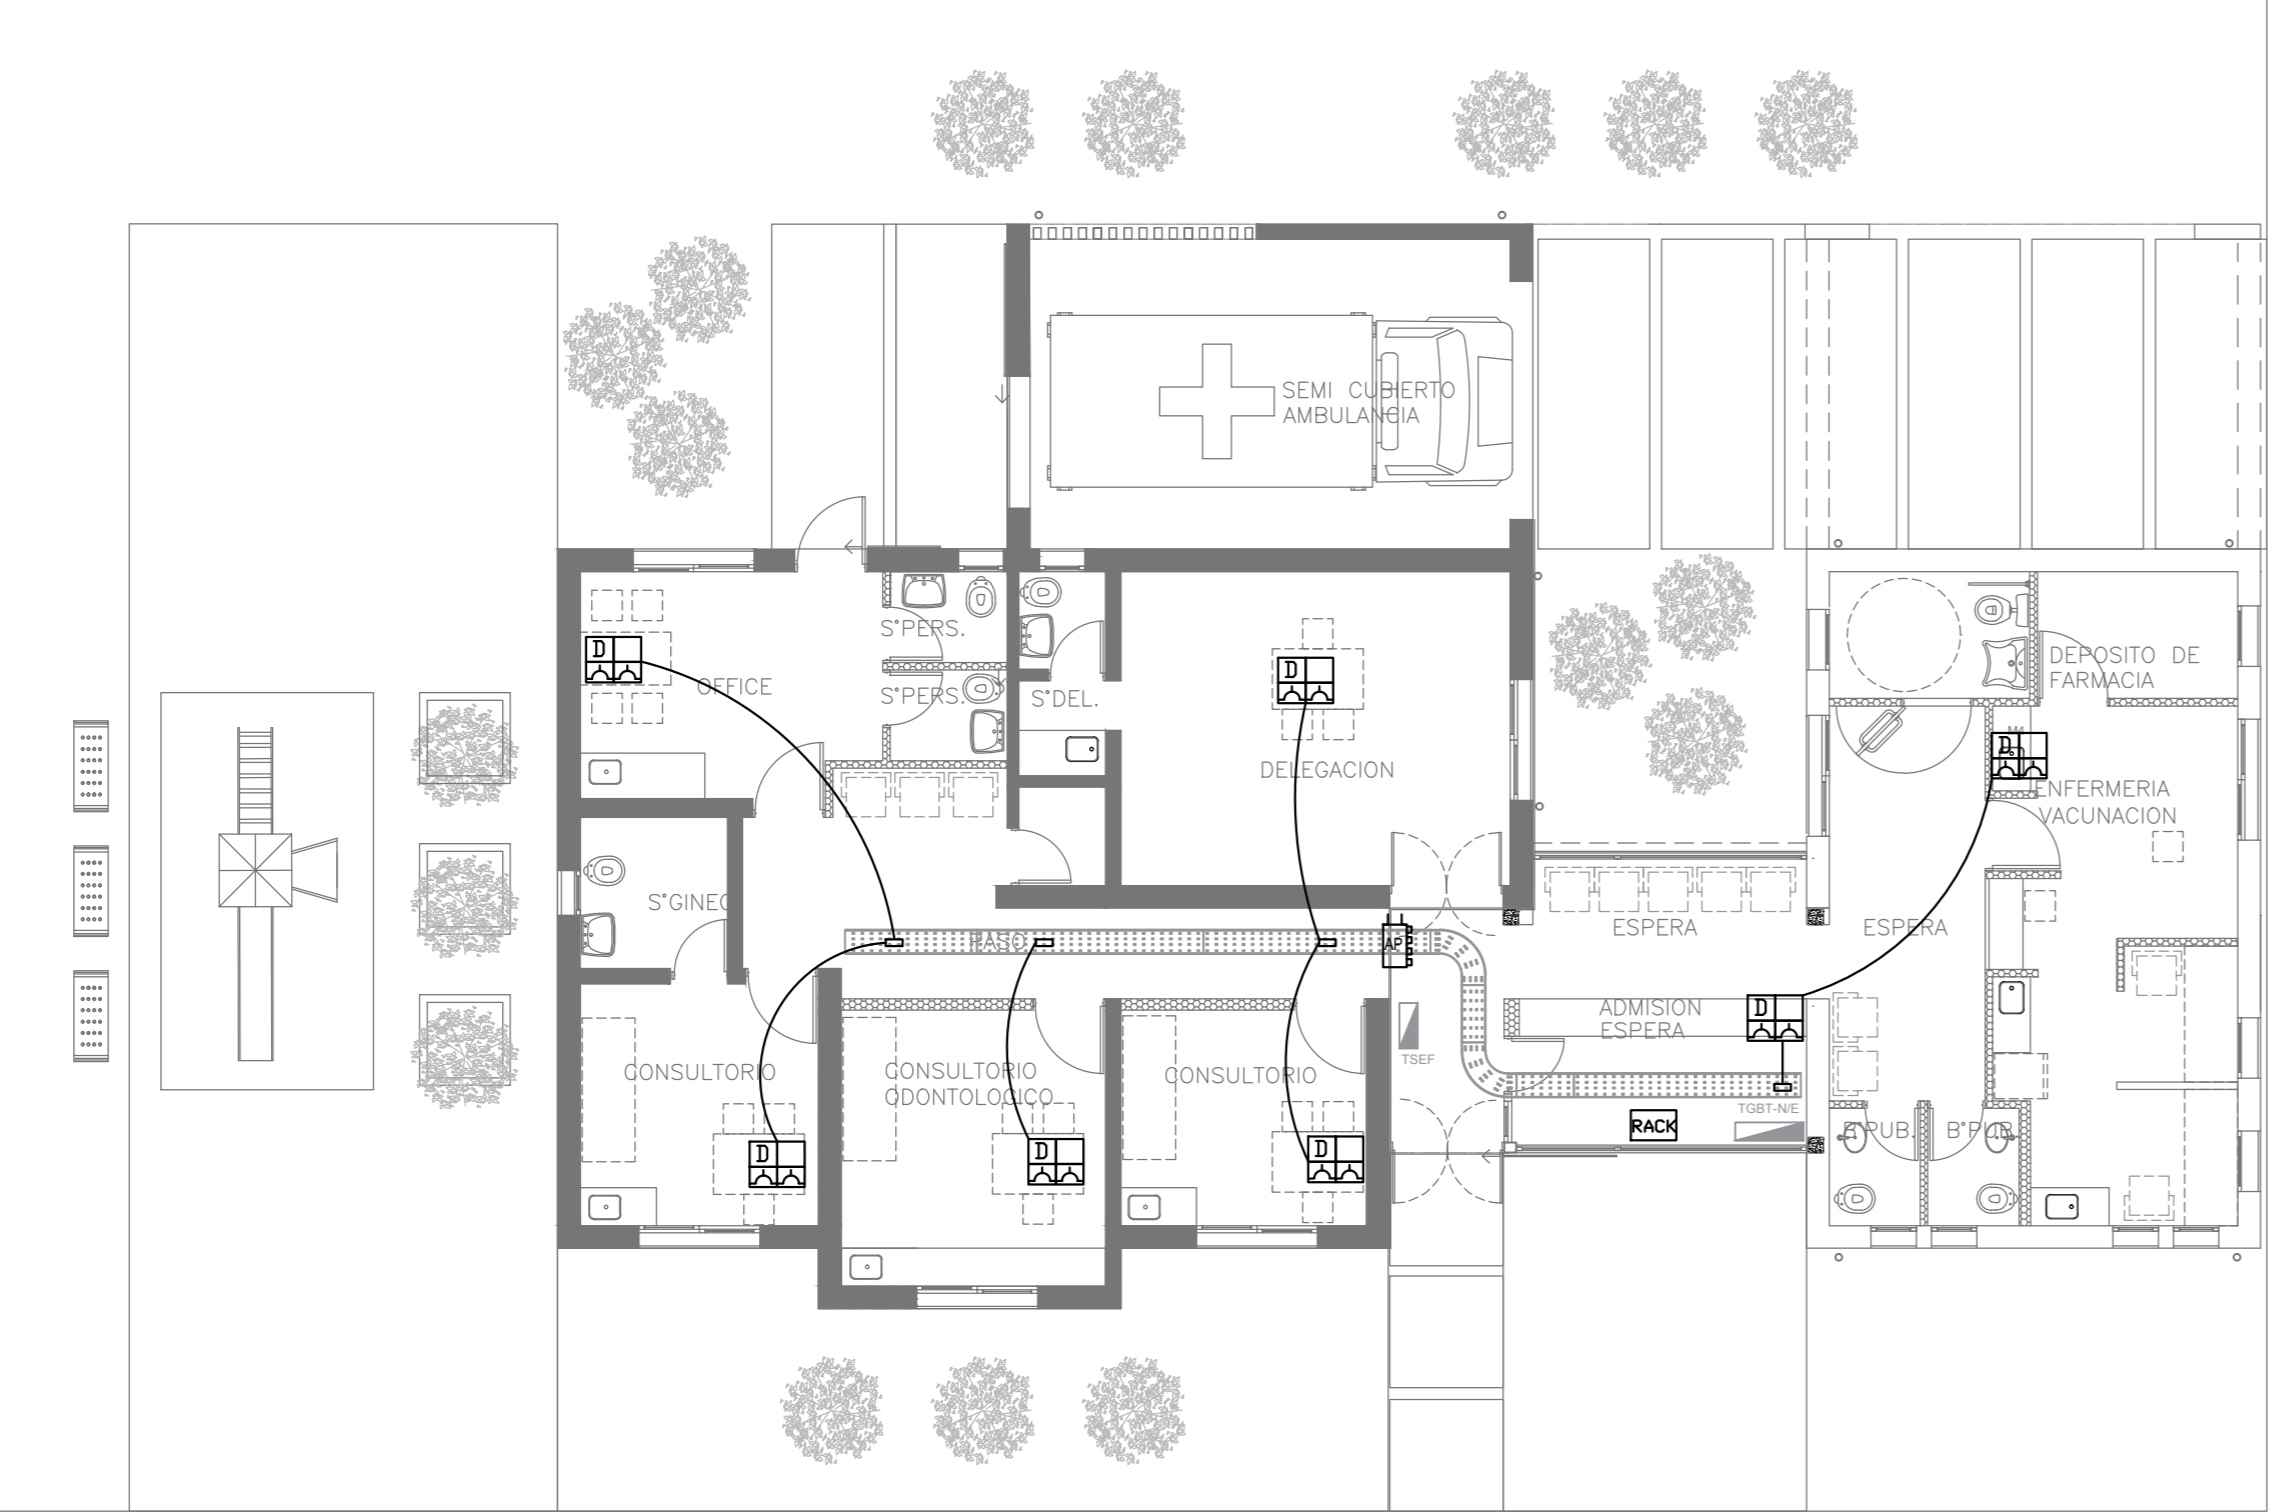 SEMI CUBIERTO
AMBULANCIA
S°PERS.
D
OFFICE
S°PERS.
S°DEL.
D
DELEGACION
DEPOSITO DE
FARMACIA
D
ENFERMERIA
VACUNACION
S°GINEC
PASO
AP
ESPERA
ESPERA
ADMISION
ESPERA
D
TSEF
CONSULTORIO
CONSULTORIO
ODONTOLOGICO
CONSULTORIO
TGBT-N/E
RACK
B°PUB.
B°PUB.
D
D
D